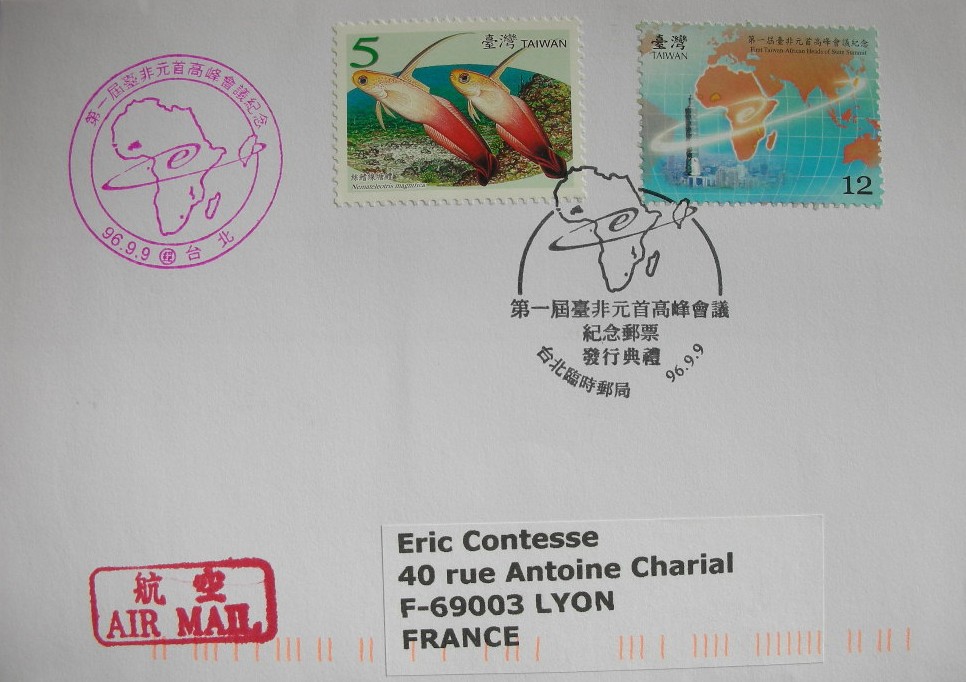 第一屆臺非元首高峰會議紀念
96.9.9 台北
5
臺灣 TAIWAN
Nemateleotris magnifica
臺灣
TAIWAN
第一屆臺非元首高峰會議紀念
First Taiwan-African Heads of State Summit
12
第一屆臺非元首高峰會議
紀念郵票
發行典禮
台北臨時郵局 96.9.9
航空
AIR MAIL
Eric Contesse
40 rue Antoine Charial
F-69003 LYON
FRANCE